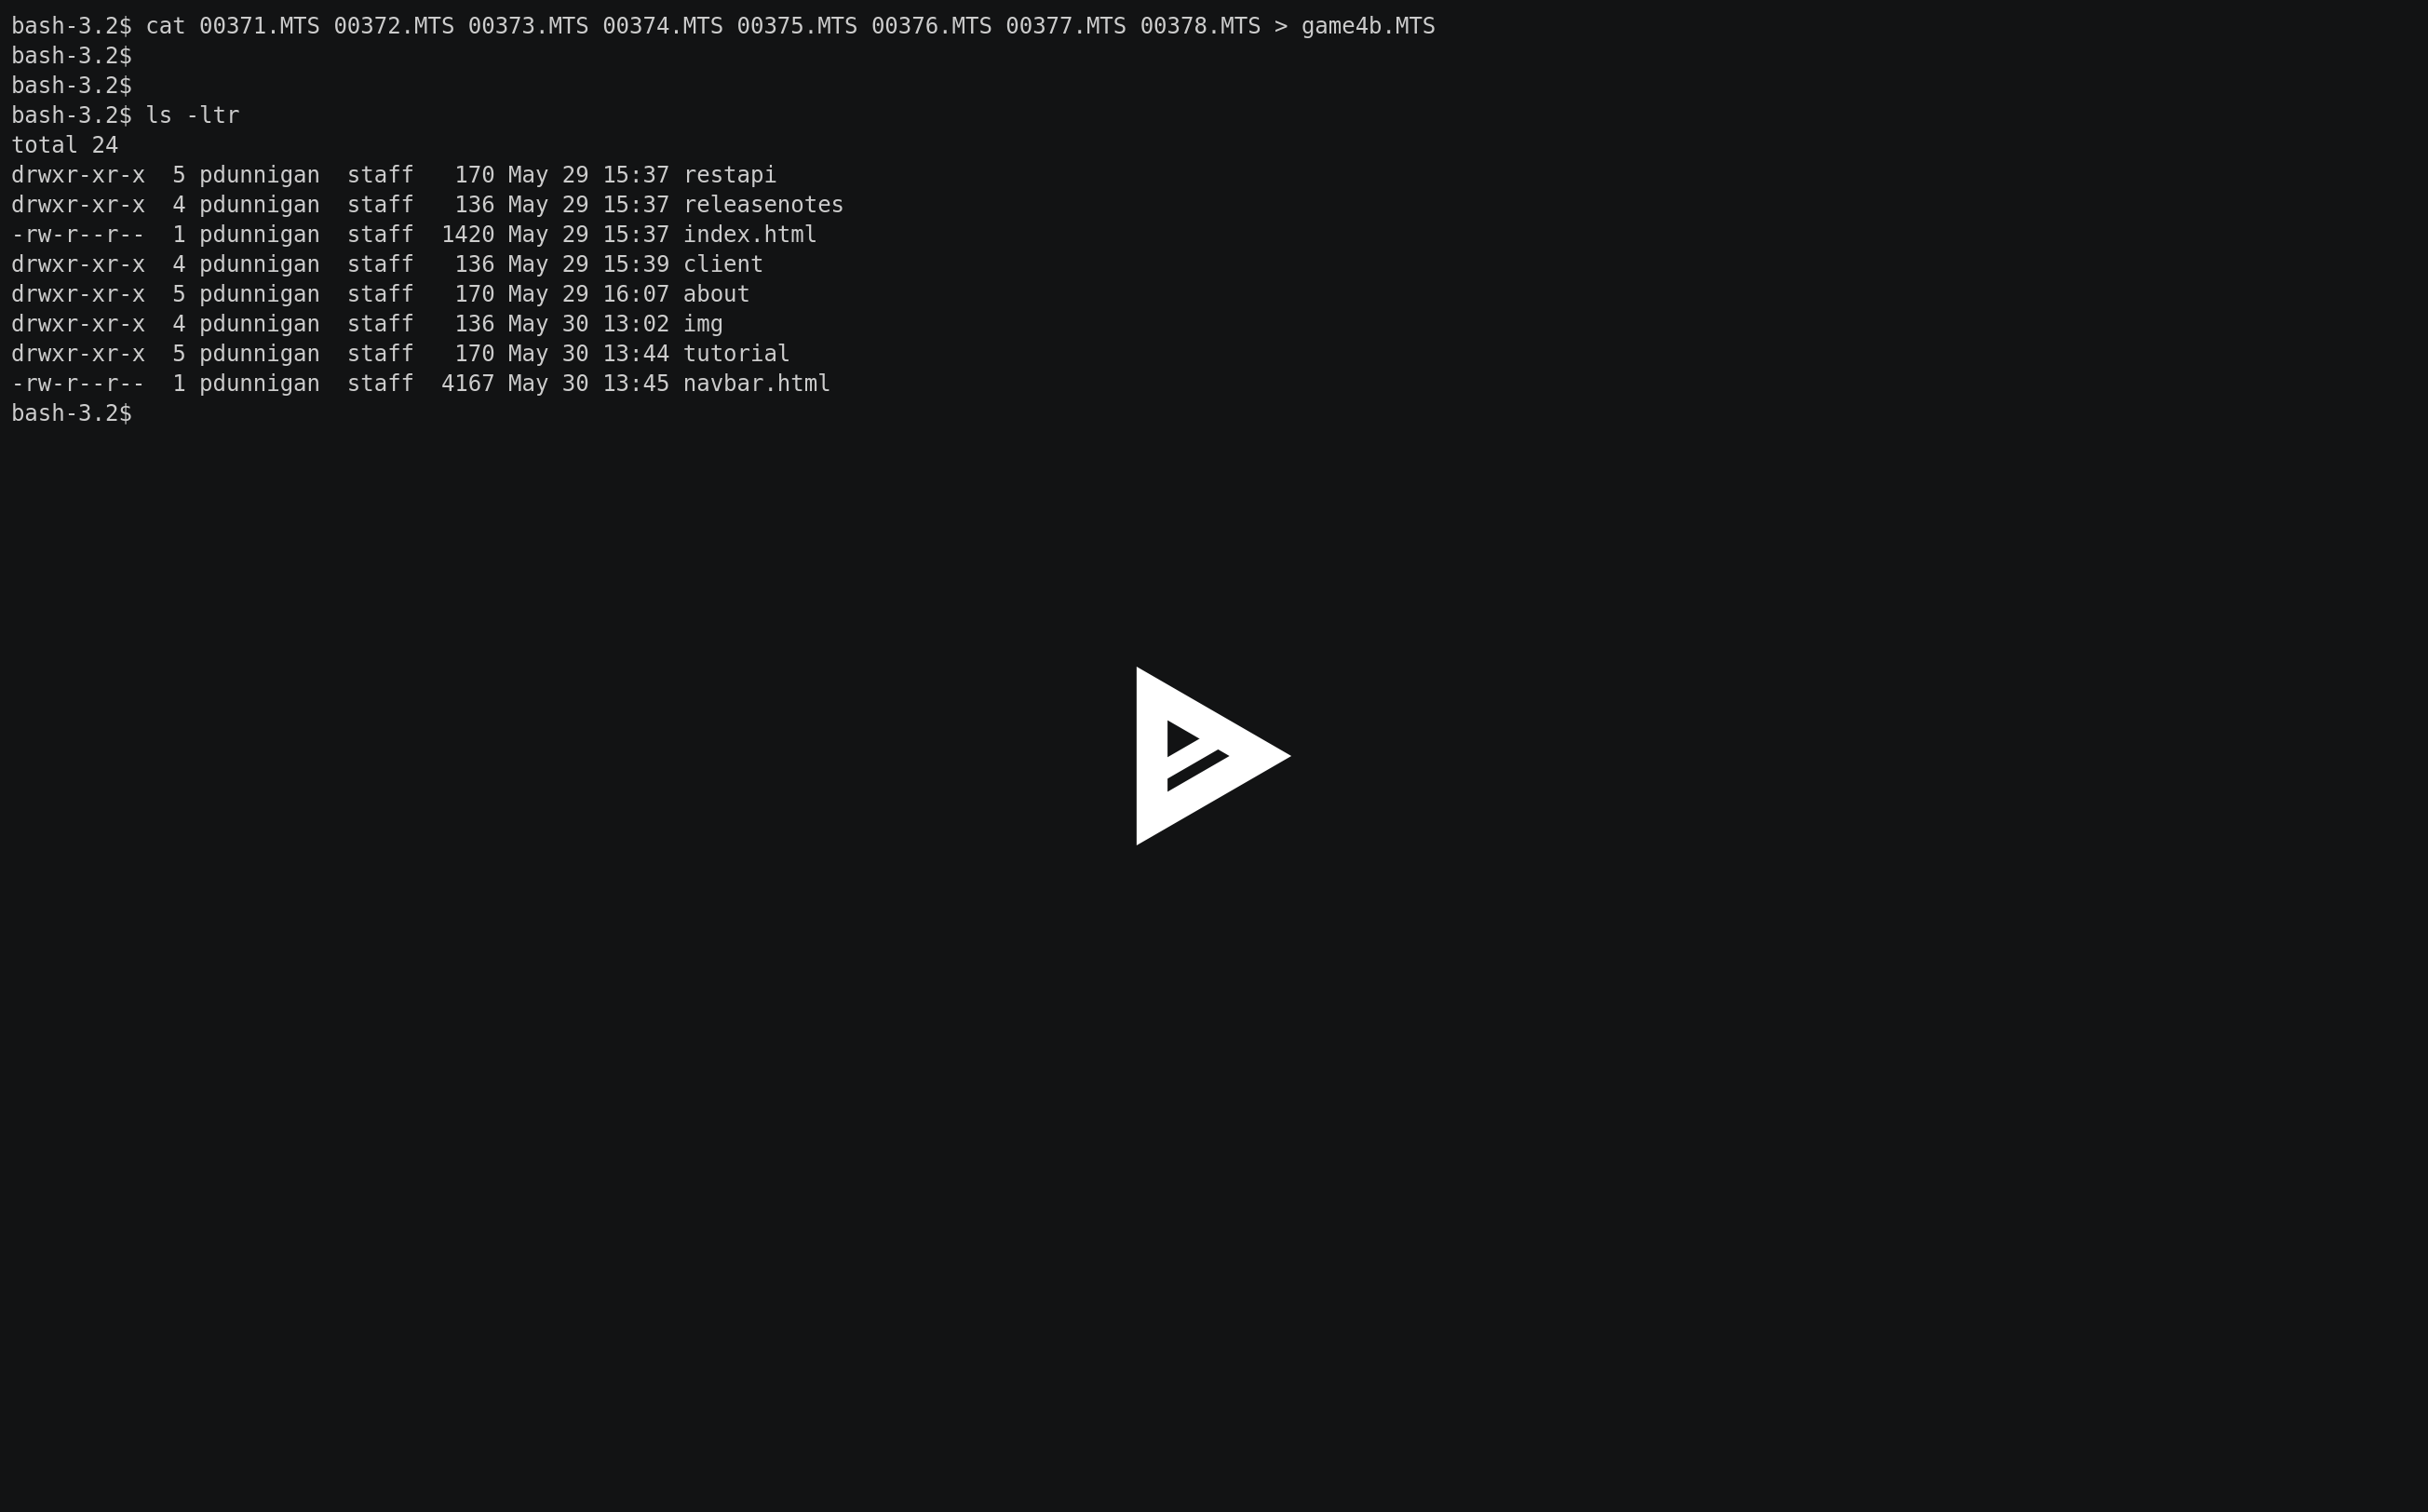 bash-3.2$ cat 00371.MTS 00372.MTS 00373.MTS 00374.MTS 00375.MTS 00376.MTS 00377.MTS 00378.MTS > game4b.MTS
bash-3.2$
bash-3.2$
bash-3.2$ ls -ltr
total 24
drwxr-xr-x  5 pdunnigan  staff   170 May 29 15:37 restapi
drwxr-xr-x  4 pdunnigan  staff   136 May 29 15:37 releasenotes
-rw-r--r--  1 pdunnigan  staff  1420 May 29 15:37 index.html
drwxr-xr-x  4 pdunnigan  staff   136 May 29 15:39 client
drwxr-xr-x  5 pdunnigan  staff   170 May 29 16:07 about
drwxr-xr-x  4 pdunnigan  staff   136 May 30 13:02 img
drwxr-xr-x  5 pdunnigan  staff   170 May 30 13:44 tutorial
-rw-r--r--  1 pdunnigan  staff  4167 May 30 13:45 navbar.html
bash-3.2$